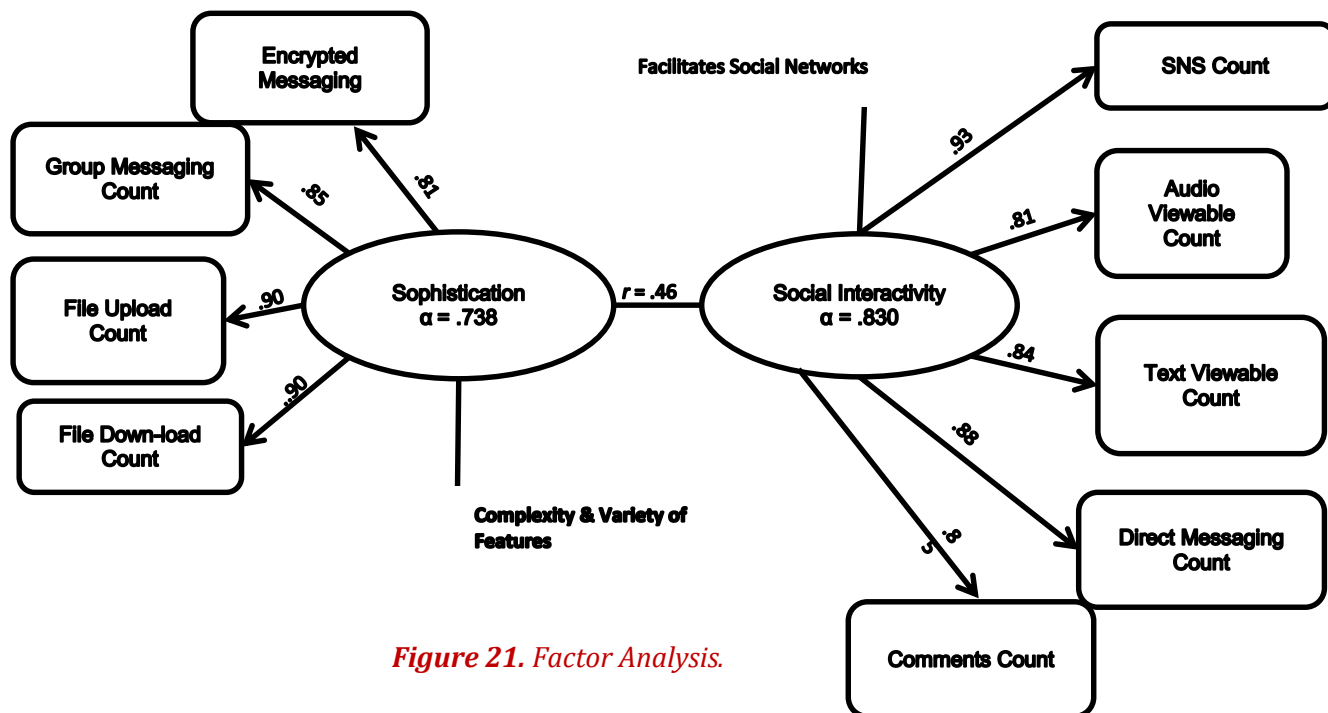 Encrypted
Messaging
Facilitates Social Networks
SNS Count
.93
Group Messaging
Count
.85
.81
Audio
Viewable
Count
.81
File Upload
Count
.90
Sophistication
α = .738
r = .46
Social Interactivity
α = .830
.84
Text Viewable
Count
..90
File Down-load
Count
.88
Complexity & Variety of
Features
.8
5
Direct Messaging
Count
Comments Count
Figure 21. Factor Analysis.